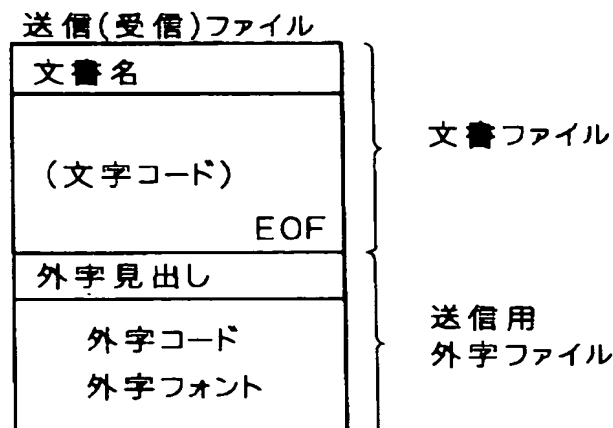 送信(受信)ファイル
文書名
(文字コード)
EOF
文書ファイル
外字見出し
外字コード
外字フォント
送信用
外字ファイル